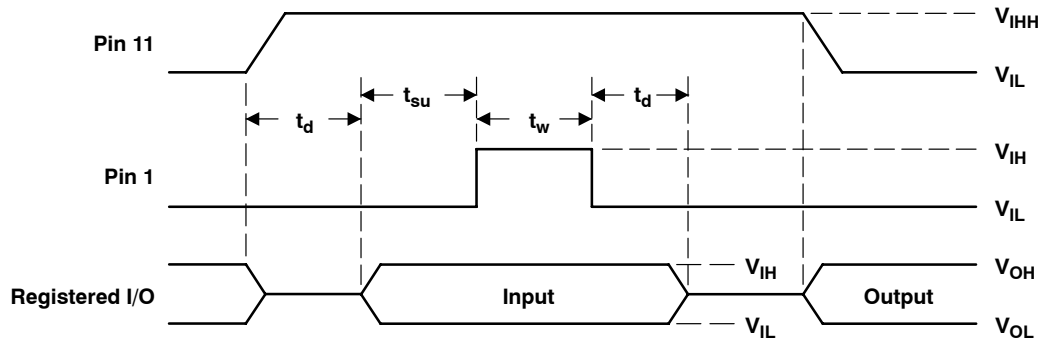 Pin 11
V_IHH
V_IL
t_d
t_su
t_w
t_d
Pin 1
V_IH
V_IL
Registered I/O
Input
V_IH
V_IL
Output
V_OH
V_OL